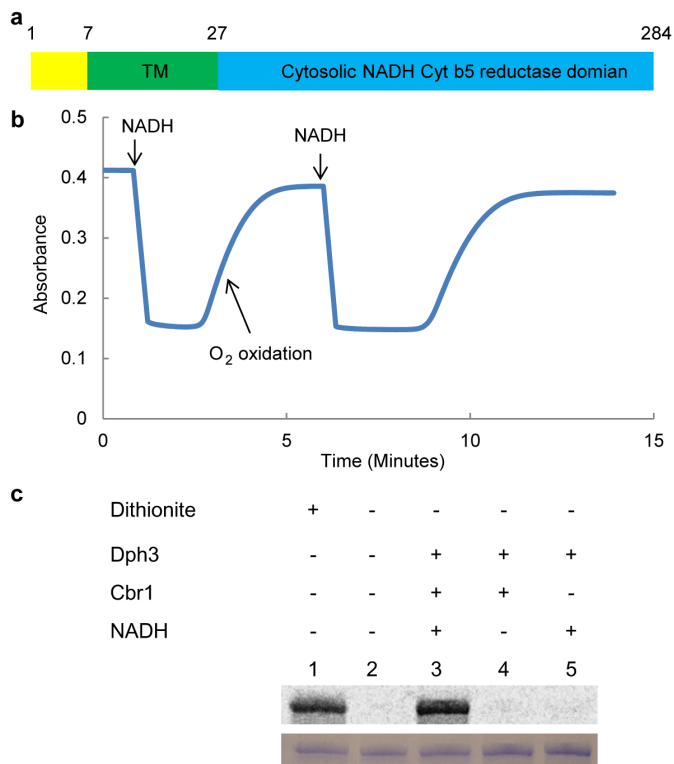 a
1 7 27 284
TM Cytosolic NADH Cyt b5 reductase domian
b
0.5
NADH NADH
0.4
0.3
0.2
0.1
0
Absorbance
O2 oxidation
0 5 10 15
Time (Minutes)
c
Dithionite + - - - -
Dph3 - - + + +
Cbr1 - - + + -
NADH - - + - +
1 2 3 4 5